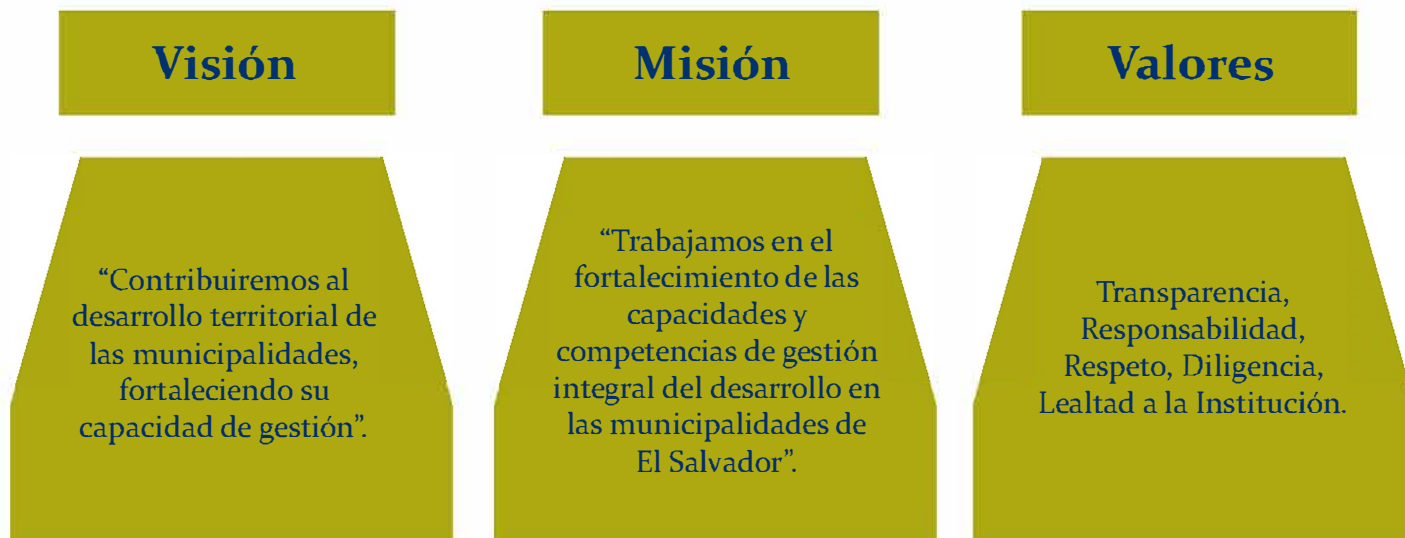 Visión
“Contribuiremos al
desarrollo territorial de
las municipalidades,
fortaleciendo su
capacidad de gestión”.
Misión
“Trabajamos en el
fortalecimiento de las
capacidades y
competencias de gestión
integral del desarrollo en
las municipalidades de
El Salvador”.
Valores
Transparencia,
Responsabilidad,
Respeto, Diligencia,
Lealtad a la Institución.